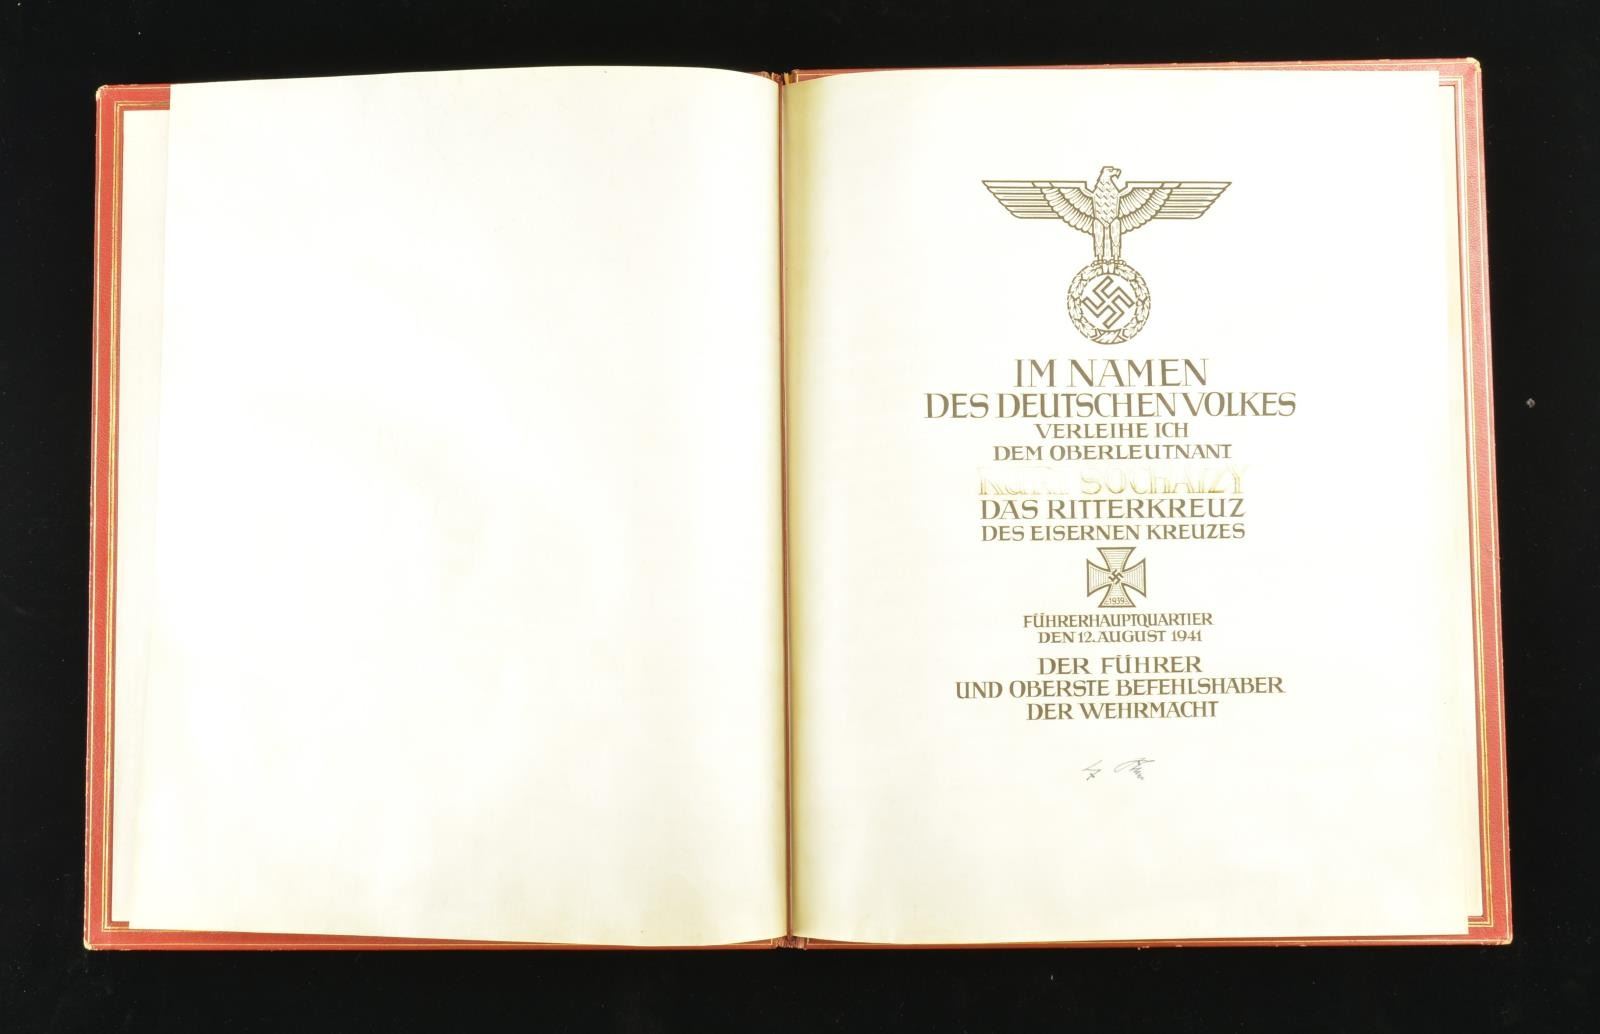 IM NAMEN
DES DEUTSCHEN VOLKES
VERLEIHE ICH
DEM OBERLEUTNANT
KURT SOCHATZY
DAS RITTERKREUZ
DES EISERNEN KREUZES
1939
FÜHRERHAUPTQUARTIER
DEN 12. AUGUST 1941
DER FÜHRER
UND OBERSTE BEFEHLSHABER
DER WEHRMACHT